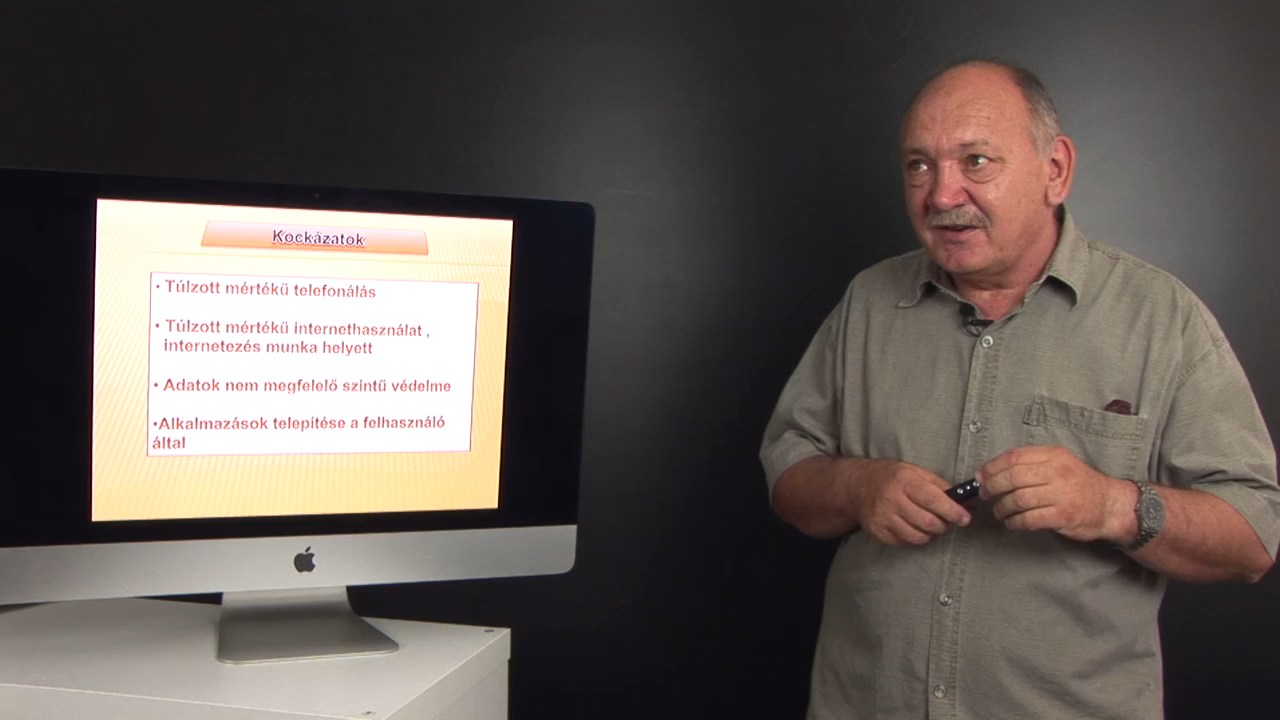 Kockázatok
• Túlzott mértékű telefonálás
• Túlzott mértékű internethasználat ,
internetezés munka helyett
• Adatok nem megfelelő szintű védelme
•Alkalmazások telepítése a felhasználó
által